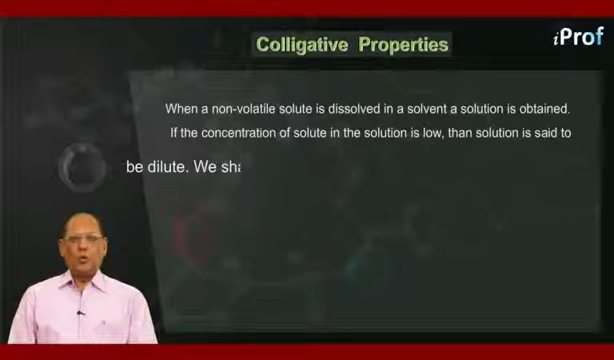 Colligative Properties
iProf
When a non-volatile solute is dissolved in a solvent a solution is obtained.
If the concentration of solute in the solution is low, than solution is said to
be dilute. We sha